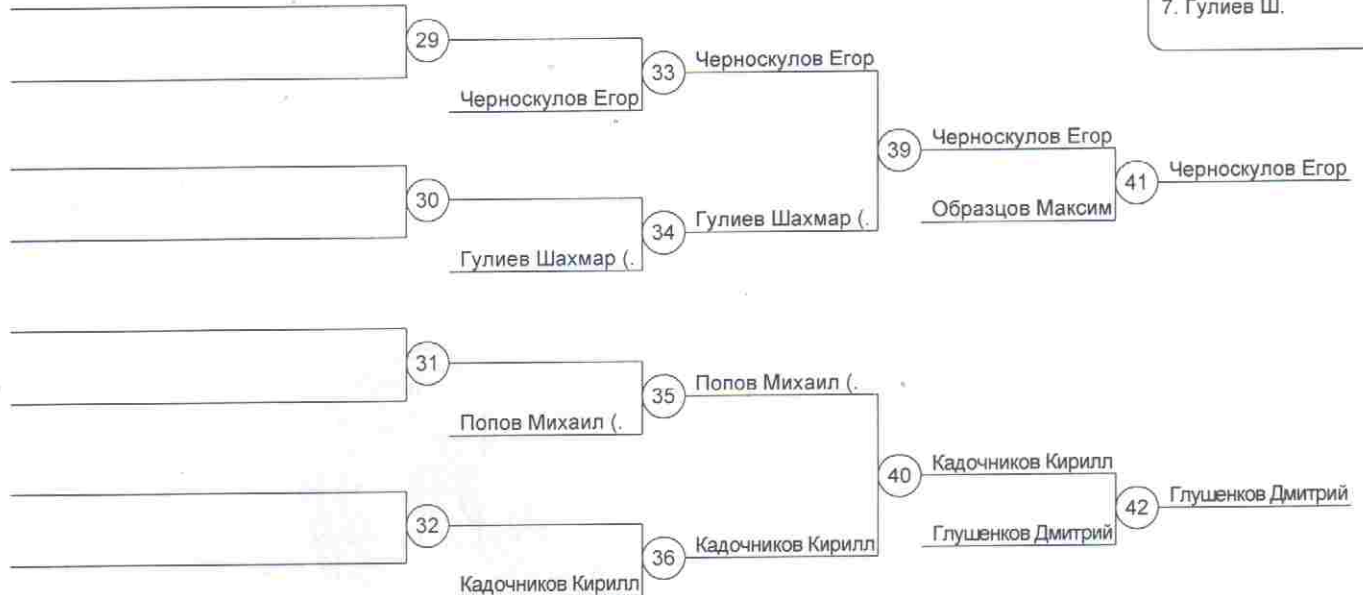 7. Гулиев Ш.
29
33
Черноскулов Егор
Черноскулов Егор
39
Черноскулов Егор
41
Черноскулов Егор
30
34
Гулиев Шахмар (.
Образцов Максим
Гулиев Шахмар (.
31
35
Попов Михаил (.
Попов Михаил (.
40
Кадочников Кирилл
42
Глушенков Дмитрий
32
36
Кадочников Кирилл
Глушенков Дмитрий
Кадочников Кирилл